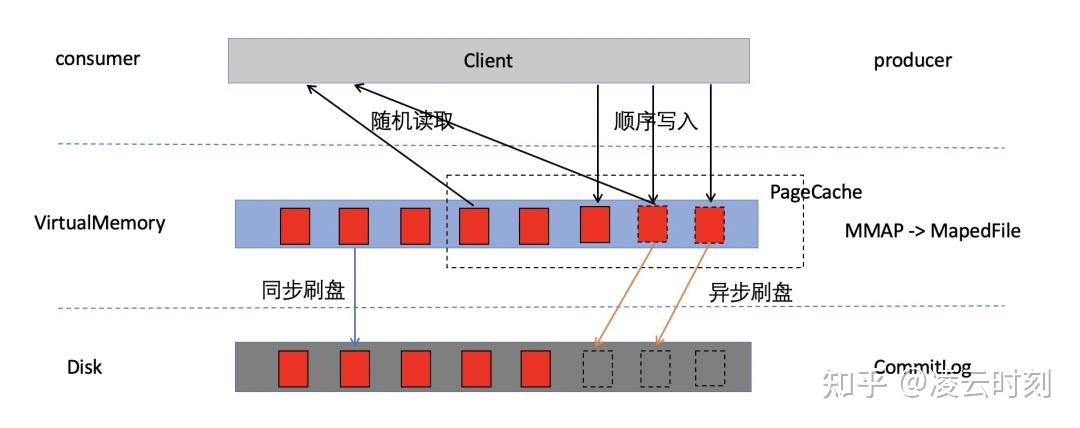 consumer
Client
producer
随机读取
顺序写入
PageCache
VirtualMemory
MMAP -> MapedFile
同步刷盘
异步刷盘
Disk
CommitLog
知乎 @凌云时刻